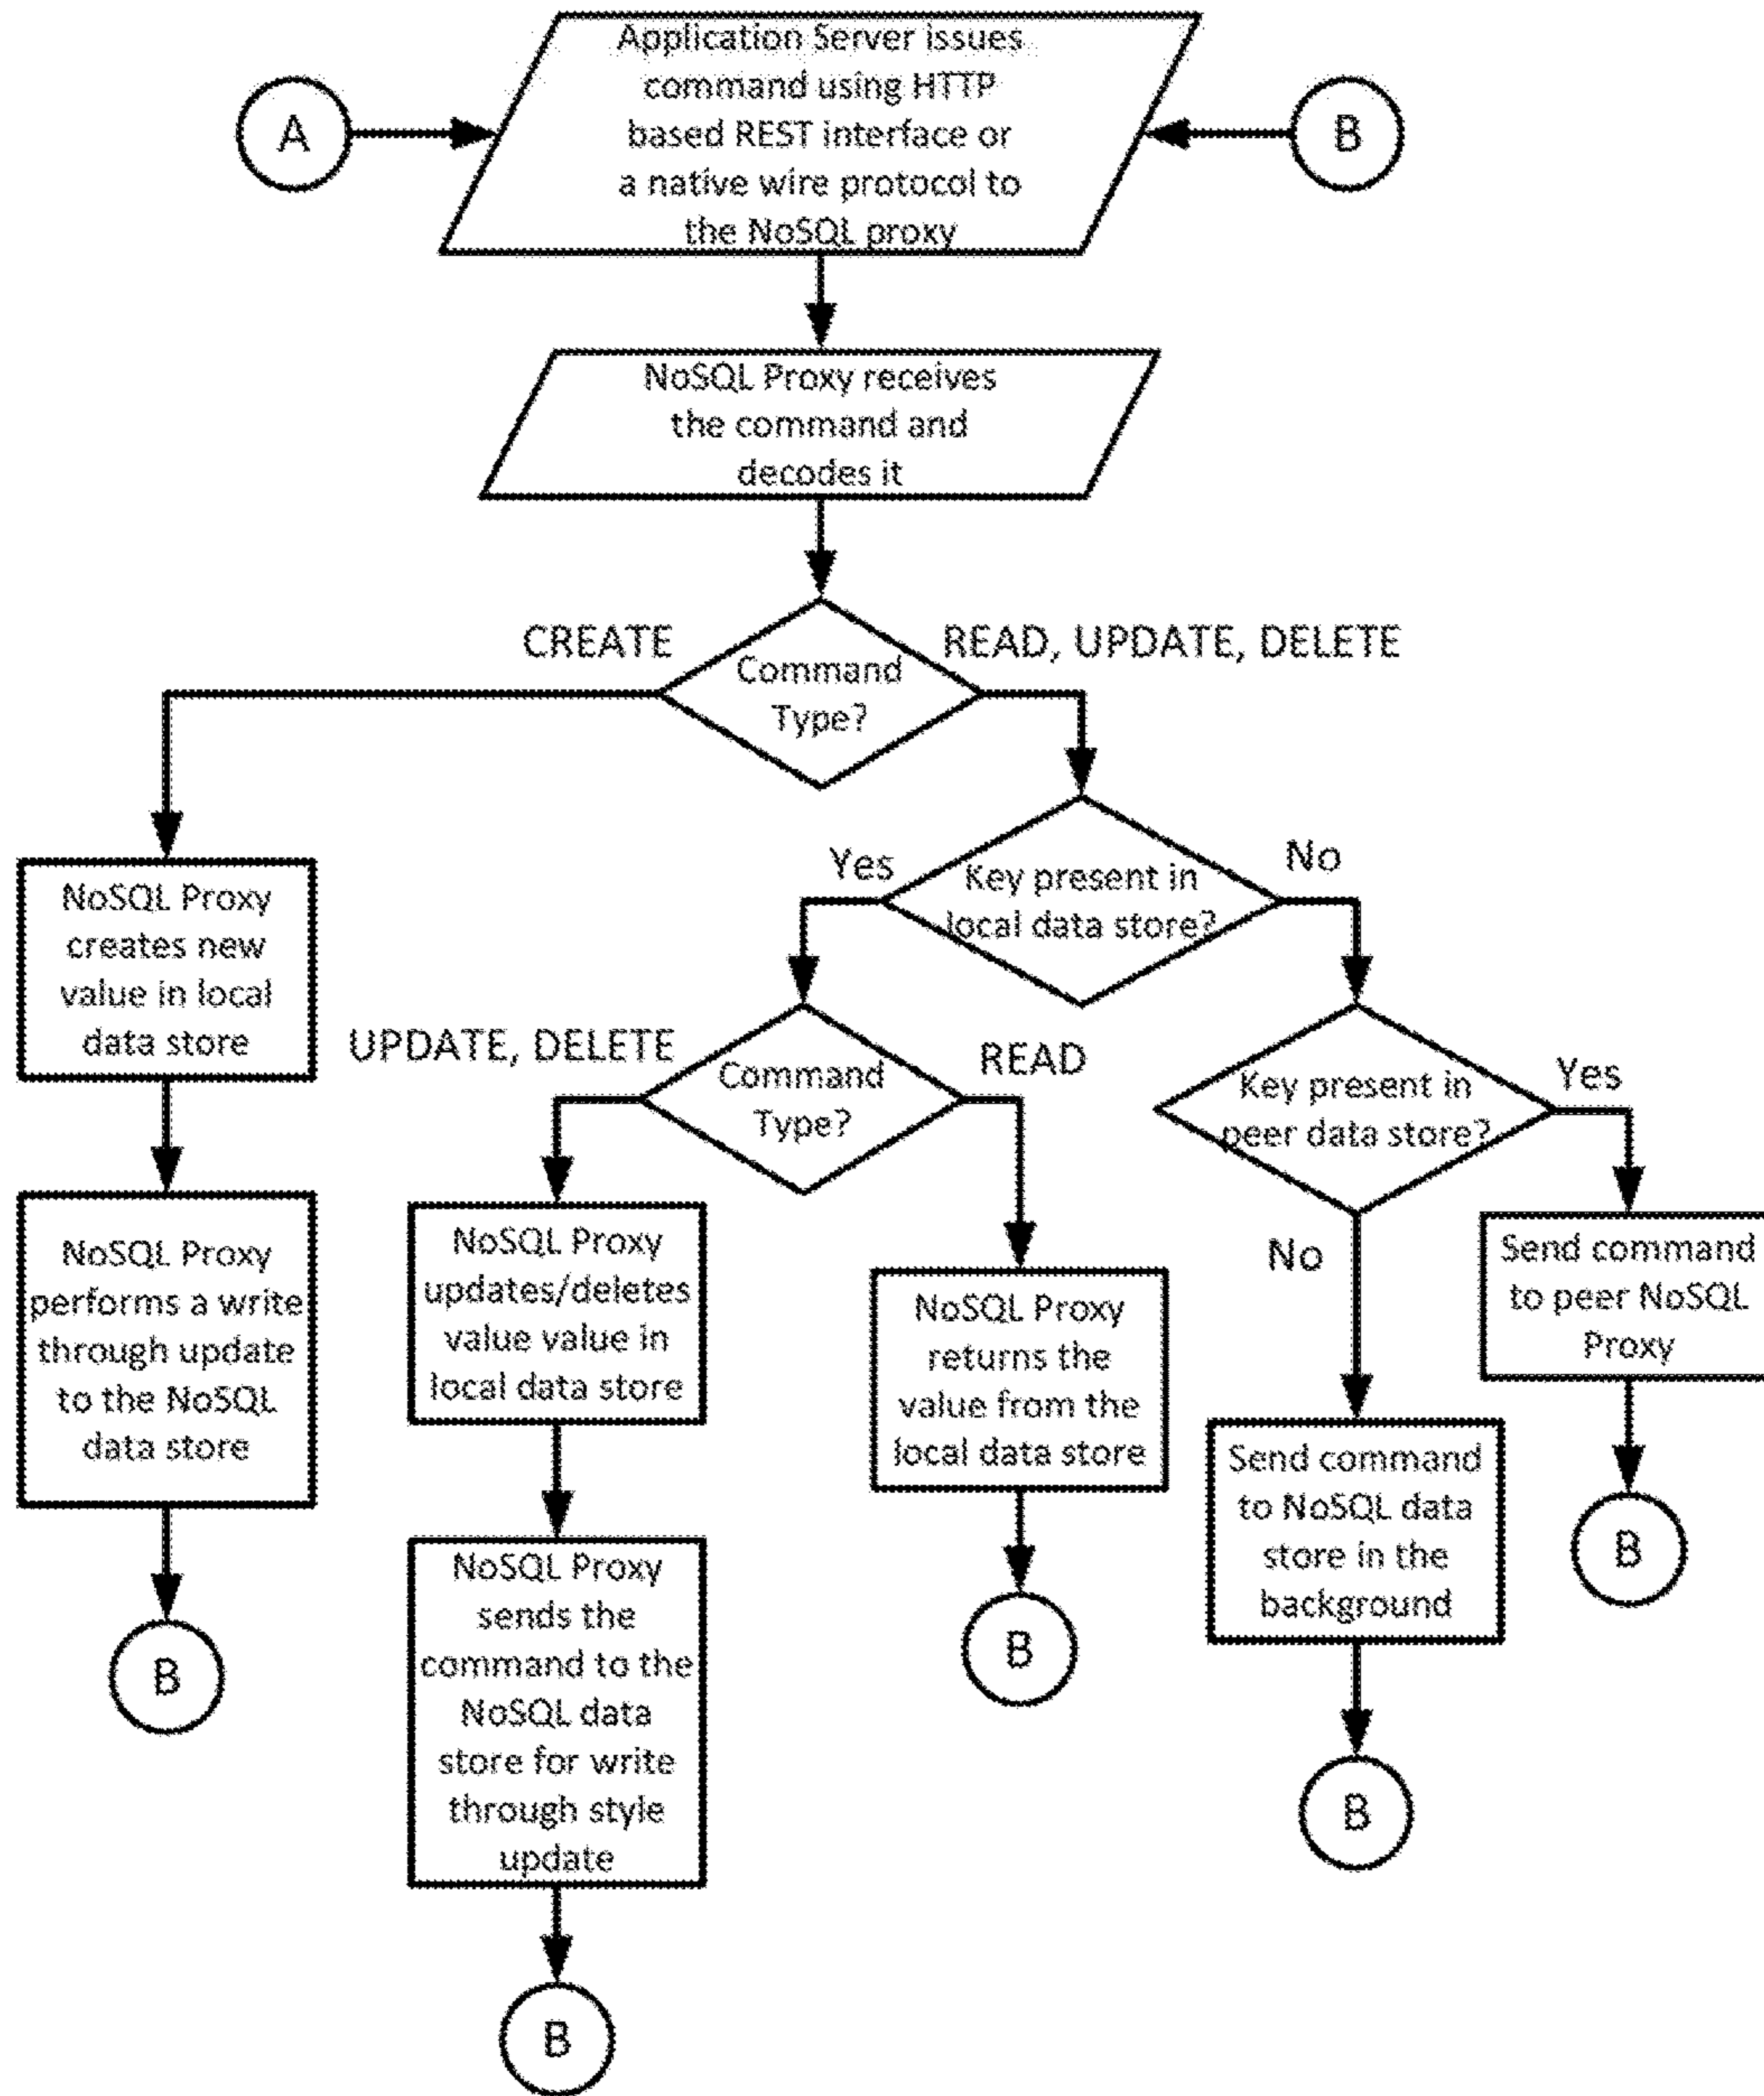 Application Server issues
command using HTTP
based REST interface or
a native wire protocol to
the NoSQL proxy
A
B
NoSQL Proxy receives
the command and
decodes it
CREATE
READ, UPDATE, DELETE
Command
Type?
Yes
No
Key present in
local data store?
NoSQL Proxy
creates new
value in local
data store
UPDATE, DELETE
READ
Command
Type?
Yes
Key present in
peer data store?
No
NoSQL Proxy
performs a write
through update
to the NoSQL
data store
NoSQL Proxy
updates/deletes
value value in
local data store
NoSQL Proxy
returns the
value from the
local data store
Send command
to peer NoSQL
Proxy
Send command
to NoSQL data
store in the
background
B
NoSQL Proxy
sends the
command to the
NoSQL data
store for write
through style
update
B
B
B
B